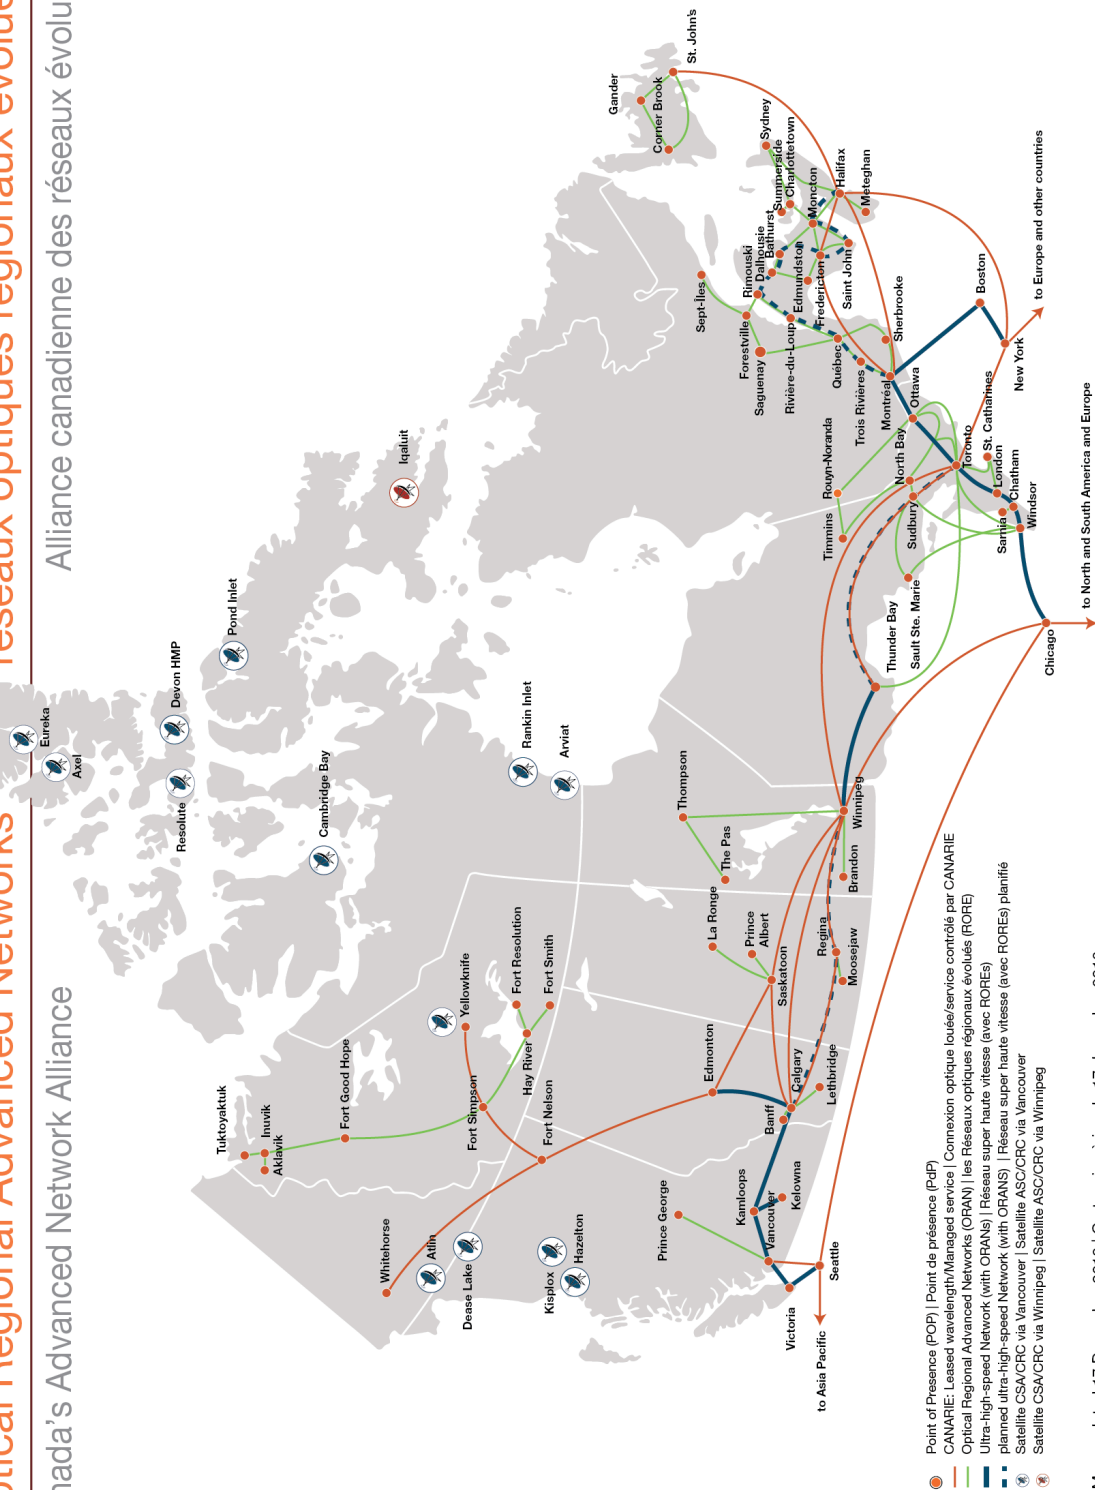 Optical Regional Advanced Networks
réseaux optiques régionaux évolués
Canada's Advanced Network Alliance
Alliance canadienne des réseaux évolués
Eureka
Axel
Devon HMP
Resolute
Pond Inlet
Cambridge Bay
Iqaluit
Rankin Inlet
Arviat
Tuktoyaktuk
Inuvik
Aklavik
Fort Good Hope
Yellowknife
Fort Resolution
Fort Smith
Hay River
Fort Simpson
Fort Nelson
Whitehorse
Atlin
Dease Lake
Kisplox
Hazelton
Prince George
Edmonton
Kamloops
Kelowna
Vancouver
Victoria
Seattle
to Asia Pacific
Banff
Calgary
Lethbridge
La Ronge
Prince
Albert
Saskatoon
Regina
Moosejaw
Thompson
The Pas
Brandon
Winnipeg
Thunder Bay
Sault Ste. Marie
Timmins
Rouyn-Noranda
Sudbury
North Bay
Ottawa
Toronto
St. Catharines
London
Chatham
Sarnia
Windsor
Chicago
to North and South America and Europe
Montréal
Trois Rivières
Sherbrooke
Québec
Rivière-du-Loup
Saguenay
Forestville
Sept-Îles
Rimouski
Dalhousie
Bathurst
Edmundston
Fredericton
Saint John
Moncton
Summerside
Charlottetown
Sydney
Halifax
Meteghan
Gander
Corner Brook
St. John's
Boston
New York
to Europe and other countries
Point of Presence (POP) | Point de présence (PdP)
CANARIE: Leased wavelength/Managed service | Connexion optique louée/service contrôlé par CANARIE
Optical Regional Advanced Networks (ORAN) | les Réseaux optiques régionaux évolués (RORE)
Ultra-high-speed Network (with ORANs) | Réseau super haute vitesse (avec ROREs)
planned ultra-high-speed Network (with ORANS) | Réseau super haute vitesse (avec ROREs) planifié
Satellite CSA/CRC via Vancouver | Satellite ASC/CRC via Vancouver
Satellite CSA/CRC via Winnipeg | Satellite ASC/CRC via Winnipeg